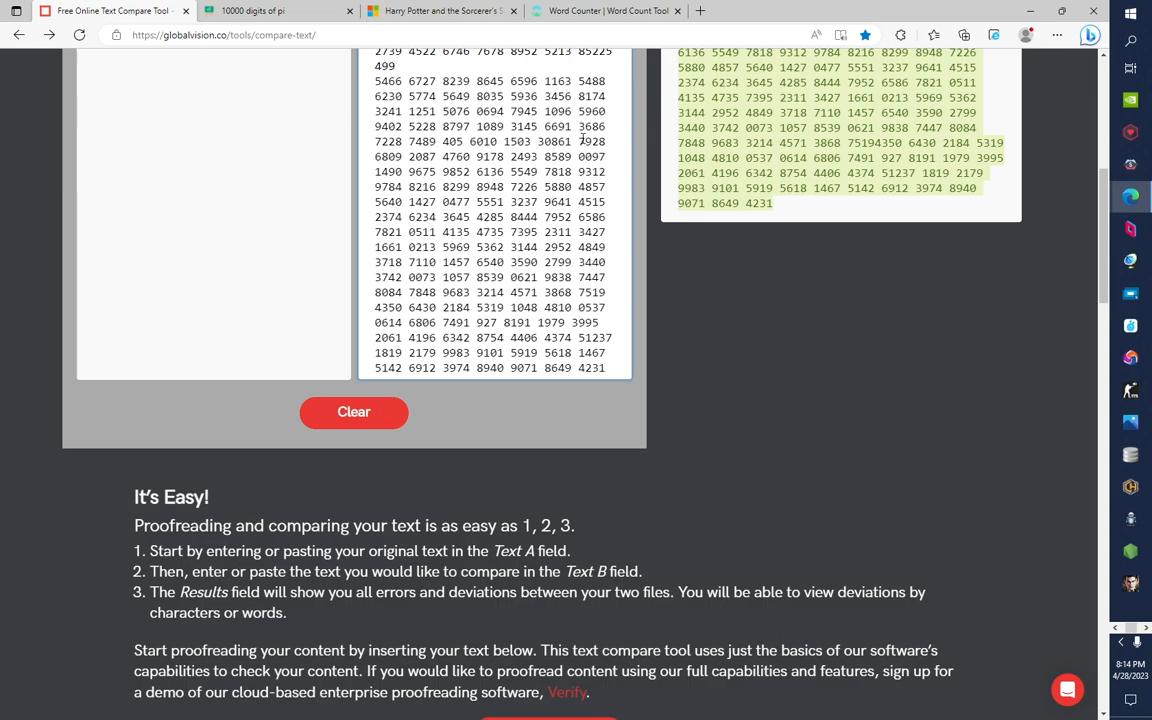 Free Online Text Compare Tool -
10000 digits of pi
Harry Potter and the Sorcerer's S
Word Counter | Word Count Tool
https://globalvision.co/tools/compare-text/
2739 4522 6746 7678 8952 5213 85225
499
5466 6727 8239 8645 6596 1163 5488
6230 5774 5649 8035 5936 3456 8174
3241 1251 5076 0694 7945 1096 5960
9402 5228 8797 1089 3145 6691 3686
7228 7489 405 6010 1503 30861 7928
6809 2087 4760 9178 2493 8589 0097
1490 9675 9852 6136 5549 7818 9312
9784 8216 8299 8948 7226 5880 4857
5640 1427 0477 5551 3237 9641 4515
2374 6234 3645 4285 8444 7952 6586
7821 0511 4135 4735 7395 2311 3427
1661 0213 5969 5362 3144 2952 4849
3718 7110 1457 6540 3590 2799 3440
3742 0073 1057 8539 0621 9838 7447
8084 7848 9683 3214 4571 3868 7519
4350 6430 2184 5319 1048 4810 0537
0614 6806 7491 927 8191 1979 3995
2061 4196 6342 8754 4406 4374 51237
1819 2179 9983 9101 5919 5618 1467
5142 6912 3974 8940 9071 8649 4231
6136 5549 7818 9312 9784 8216 8299 8948 7226
5880 4857 5640 1427 0477 5551 3237 9641 4515
2374 6234 3645 4285 8444 7952 6586 7821 0511
4135 4735 7395 2311 3427 1661 0213 5969 5362
3144 2952 4849 3718 7110 1457 6540 3590 2799
3440 3742 0073 1057 8539 0621 9838 7447 8084
7848 9683 3214 4571 3868 75194350 6430 2184 5319
1048 4810 0537 0614 6806 7491 927 8191 1979 3995
2061 4196 6342 8754 4406 4374 51237 1819 2179
9983 9101 5919 5618 1467 5142 6912 3974 8940
9071 8649 4231
Clear
It's Easy!
Proofreading and comparing your text is as easy as 1, 2, 3.
1. Start by entering or pasting your original text in the Text A field.
2. Then, enter or paste the text you would like to compare in the Text B field.
3. The Results field will show you all errors and deviations between your two files. You will be able to view deviations by
characters or words.
Start proofreading your content by inserting your text below. This text compare tool uses just the basics of our software's
capabilities to check your content. If you would like to proofread content using our full capabilities and features, sign up for
a demo of our cloud-based enterprise proofreading software, Verify.
8:14 PM
4/28/2023